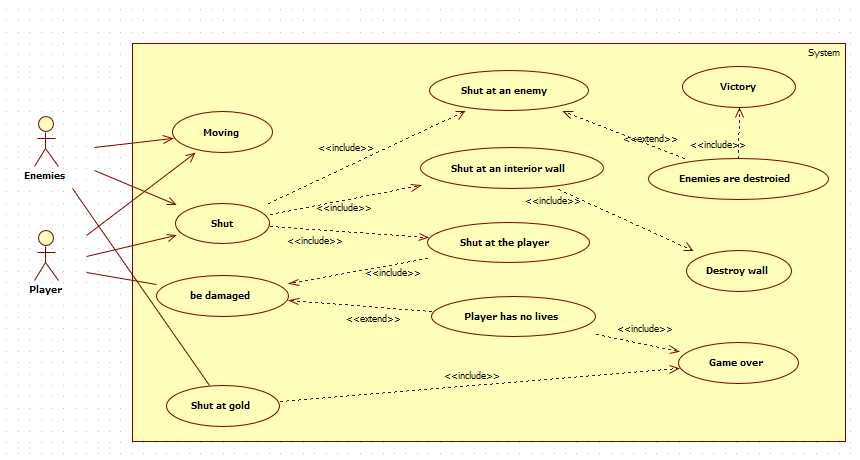 System
Shut at an enemy
Victory
Moving
<<include>>
<<extend>>
<<include>>
Enemies
Shut at an interior wall
Enemies are destroied
<<include>>
<<include>>
Shut
<<include>>
Shut at the player
Player
<<include>>
Destroy wall
be damaged
<<extend>>
Player has no lives
<<include>>
Game over
<<include>>
Shut at gold